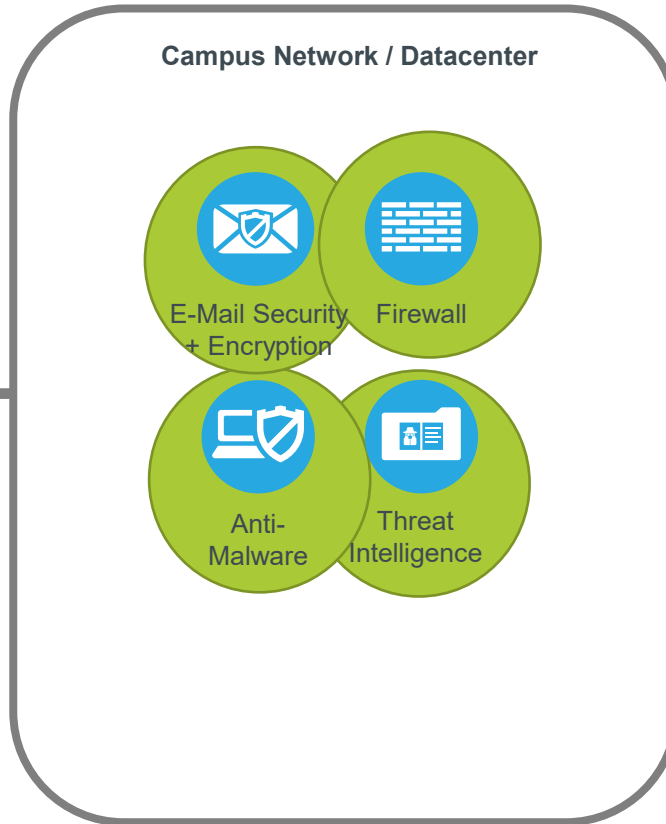 Campus Network / Datacenter
E-Mail Security
+ Encryption
Firewall
Anti-
Malware
Threat
Intelligence